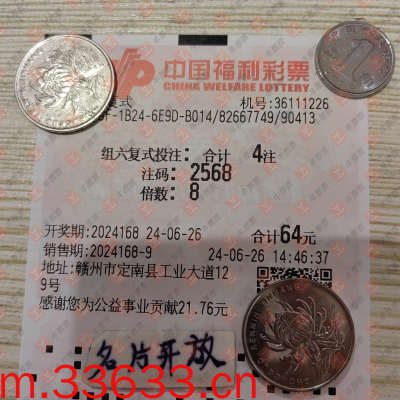 中国福利彩票
CHINA WELFARE LOTTERY
式
机号:36111226
F-1B24-6E9D-B014/82667749/90413
组六复式投注: 合计 4注
注码: 2568
倍数: 8
开奖期:2024168 24-06-26 合计64元
销售期:2024168-9 24-06-26 14:46:37
地址:赣州市定南县工业大道12
9号
感谢您为公益事业贡献21.76元
名片开放
m.33633.cn